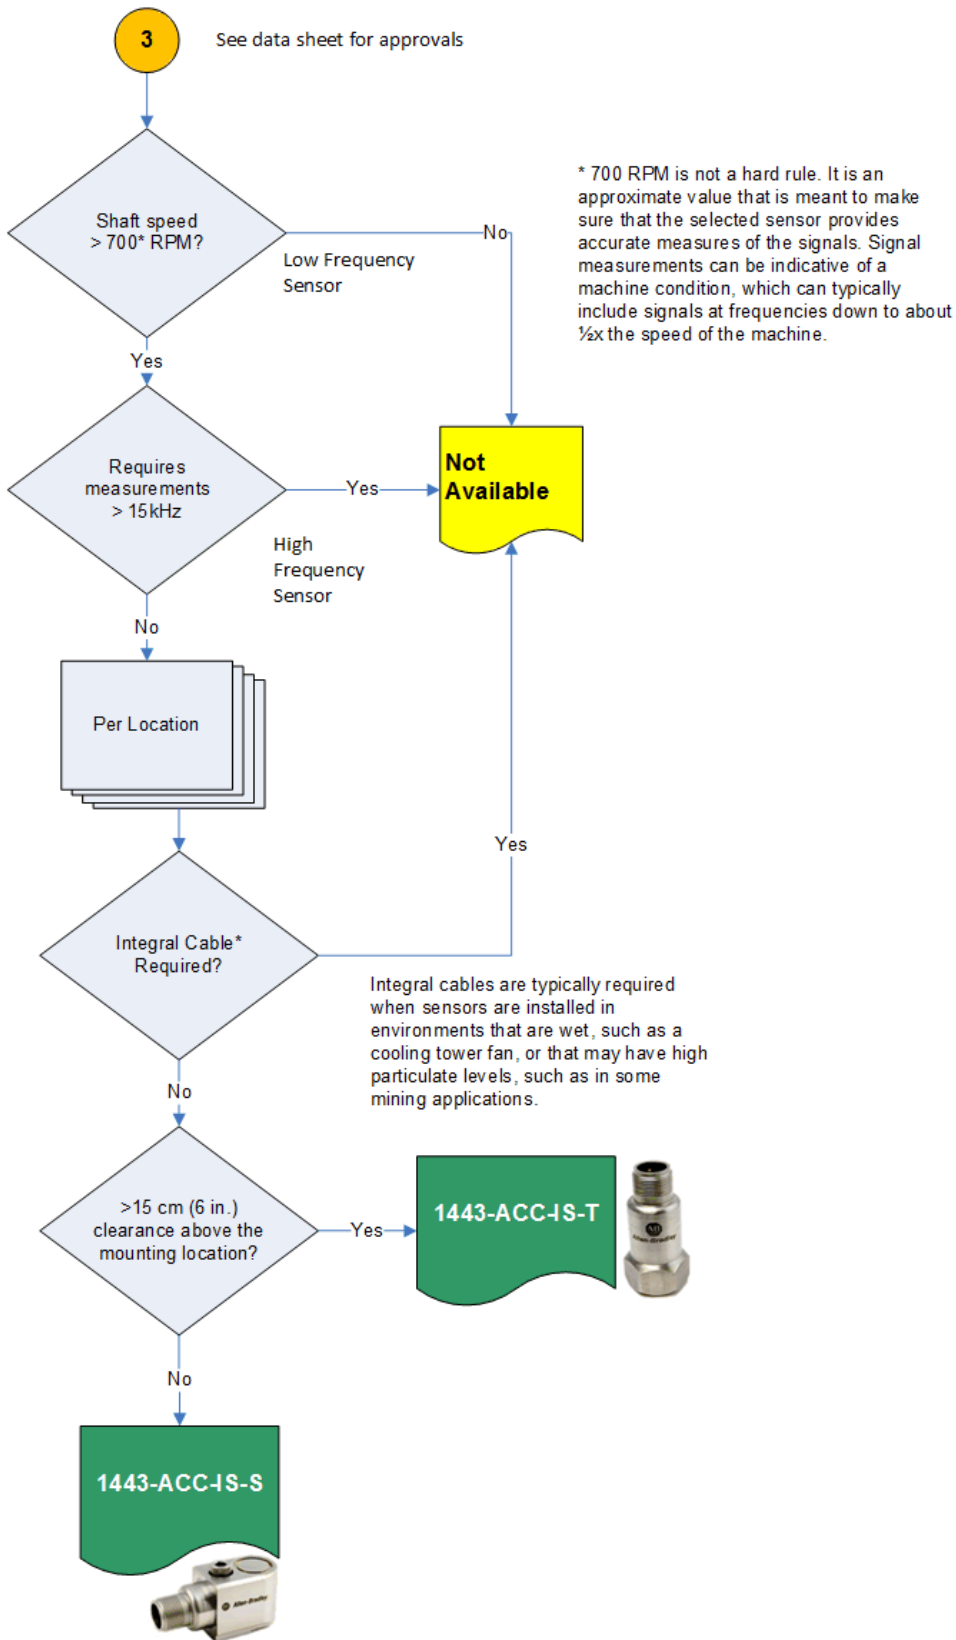 3
See data sheet for approvals
Shaft speed
> 700* RPM?
No
Low Frequency
Sensor
* 700 RPM is not a hard rule. It is an
approximate value that is meant to make
sure that the selected sensor provides
accurate measures of the signals. Signal
measurements can be indicative of a
machine condition, which can typically
include signals at frequencies down to about
½x the speed of the machine.
Yes
Requires
measurements
> 15kHz
Yes
Not
Available
High
Frequency
Sensor
No
Per Location
Yes
Integral Cable*
Required?
Integral cables are typically required
when sensors are installed in
environments that are wet, such as a
cooling tower fan, or that may have high
particulate levels, such as in some
mining applications.
No
>15 cm (6 in.)
clearance above the
mounting location?
Yes
1443-ACC-IS-T
Allen-Bradley
No
1443-ACC-IS-S
Allen-Bradley